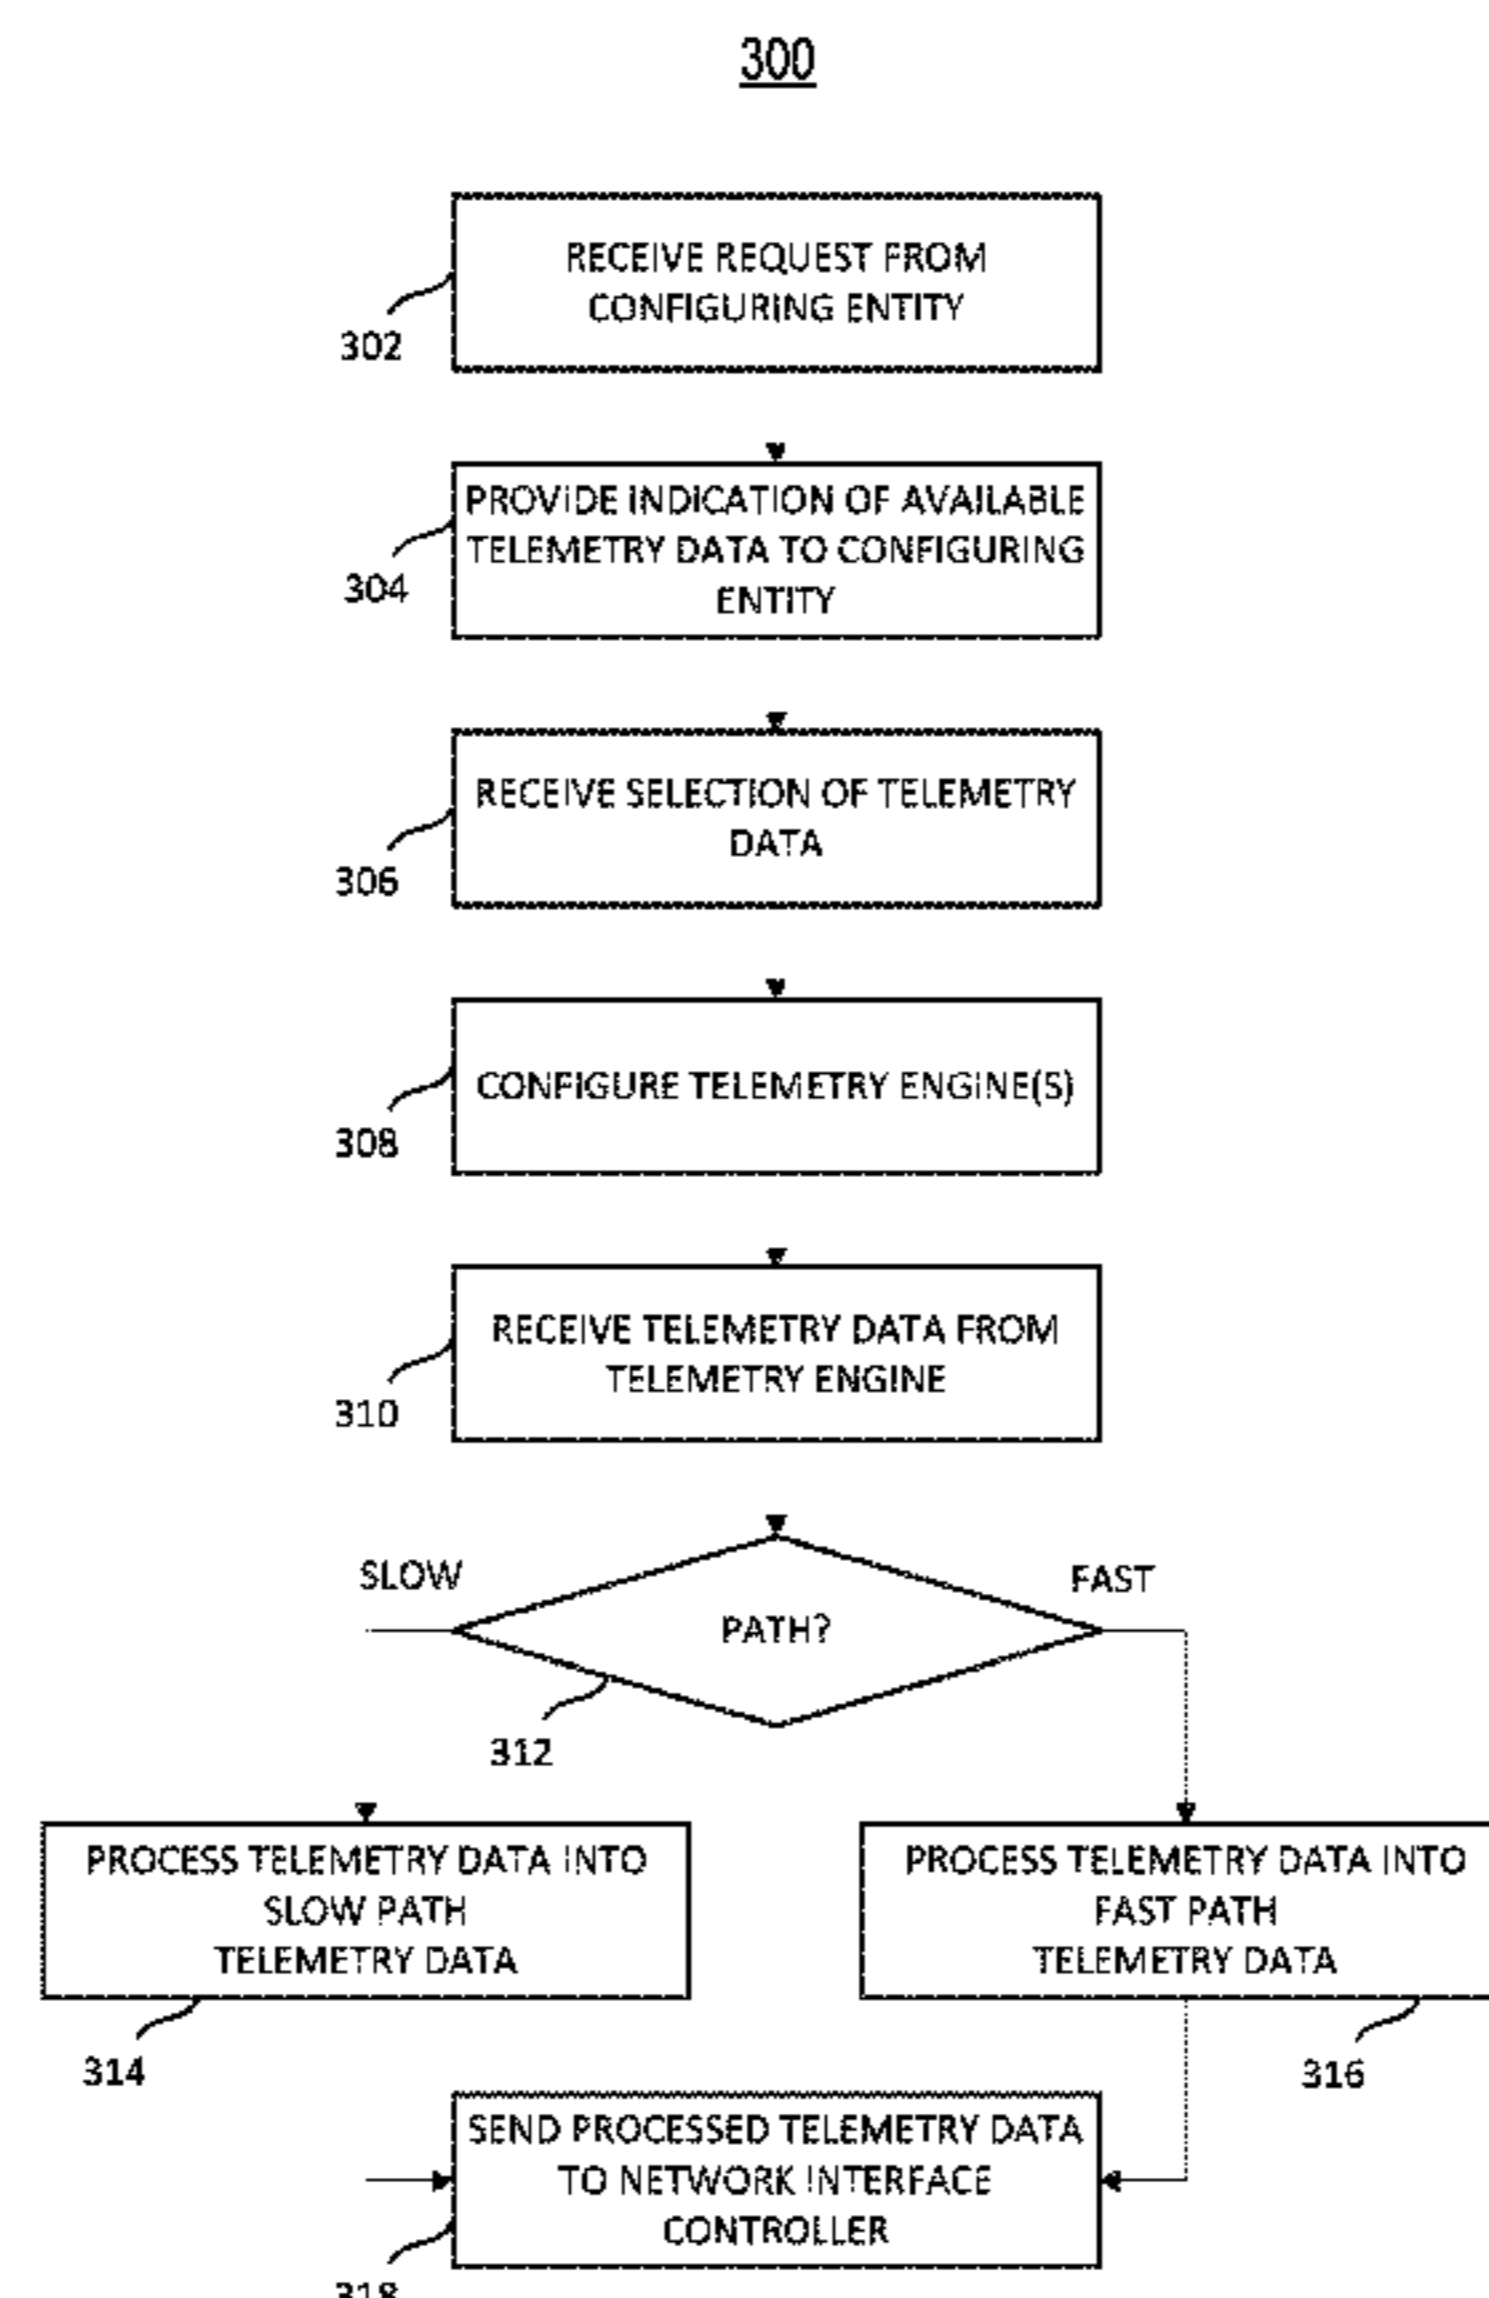 300
RECEIVE REQUEST FROM
CONFIGURING ENTITY
302
PROVIDE INDICATION OF AVAILABLE
TELEMETRY DATA TO CONFIGURING
ENTITY
304
RECEIVE SELECTION OF TELEMETRY
DATA
306
CONFIGURE TELEMETRY ENGINE(S)
308
RECEIVE TELEMETRY DATA FROM
TELEMETRY ENGINE
310
SLOW
FAST
PATH?
312
PROCESS TELEMETRY DATA INTO
SLOW PATH
TELEMETRY DATA
314
PROCESS TELEMETRY DATA INTO
FAST PATH
TELEMETRY DATA
316
SEND PROCESSED TELEMETRY DATA
TO NETWORK INTERFACE
CONTROLLER
318